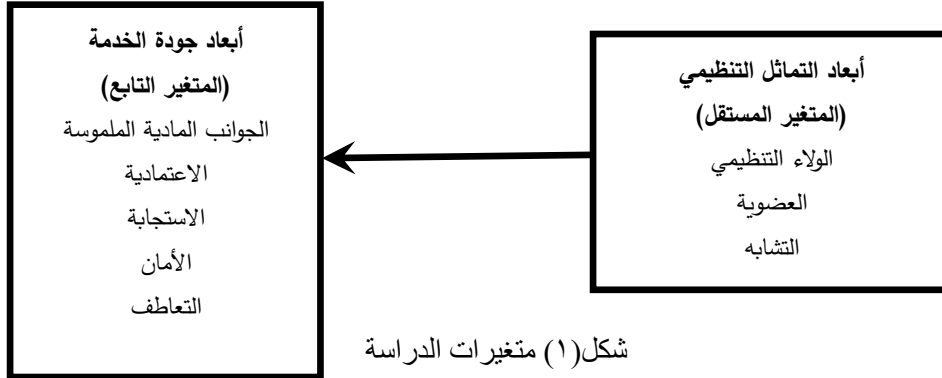 أبعاد التماثل التنظيمي
(المتغير المستقل)
الولاء التنظيمي
العضوية
التشابه
أبعاد جودة الخدمة
(المتغير التابع)
الجوانب المادية الملموسة
الاعتمادية
الاستجابة
الأمان
التعاطف
شكل(١) متغيرات الدراسة